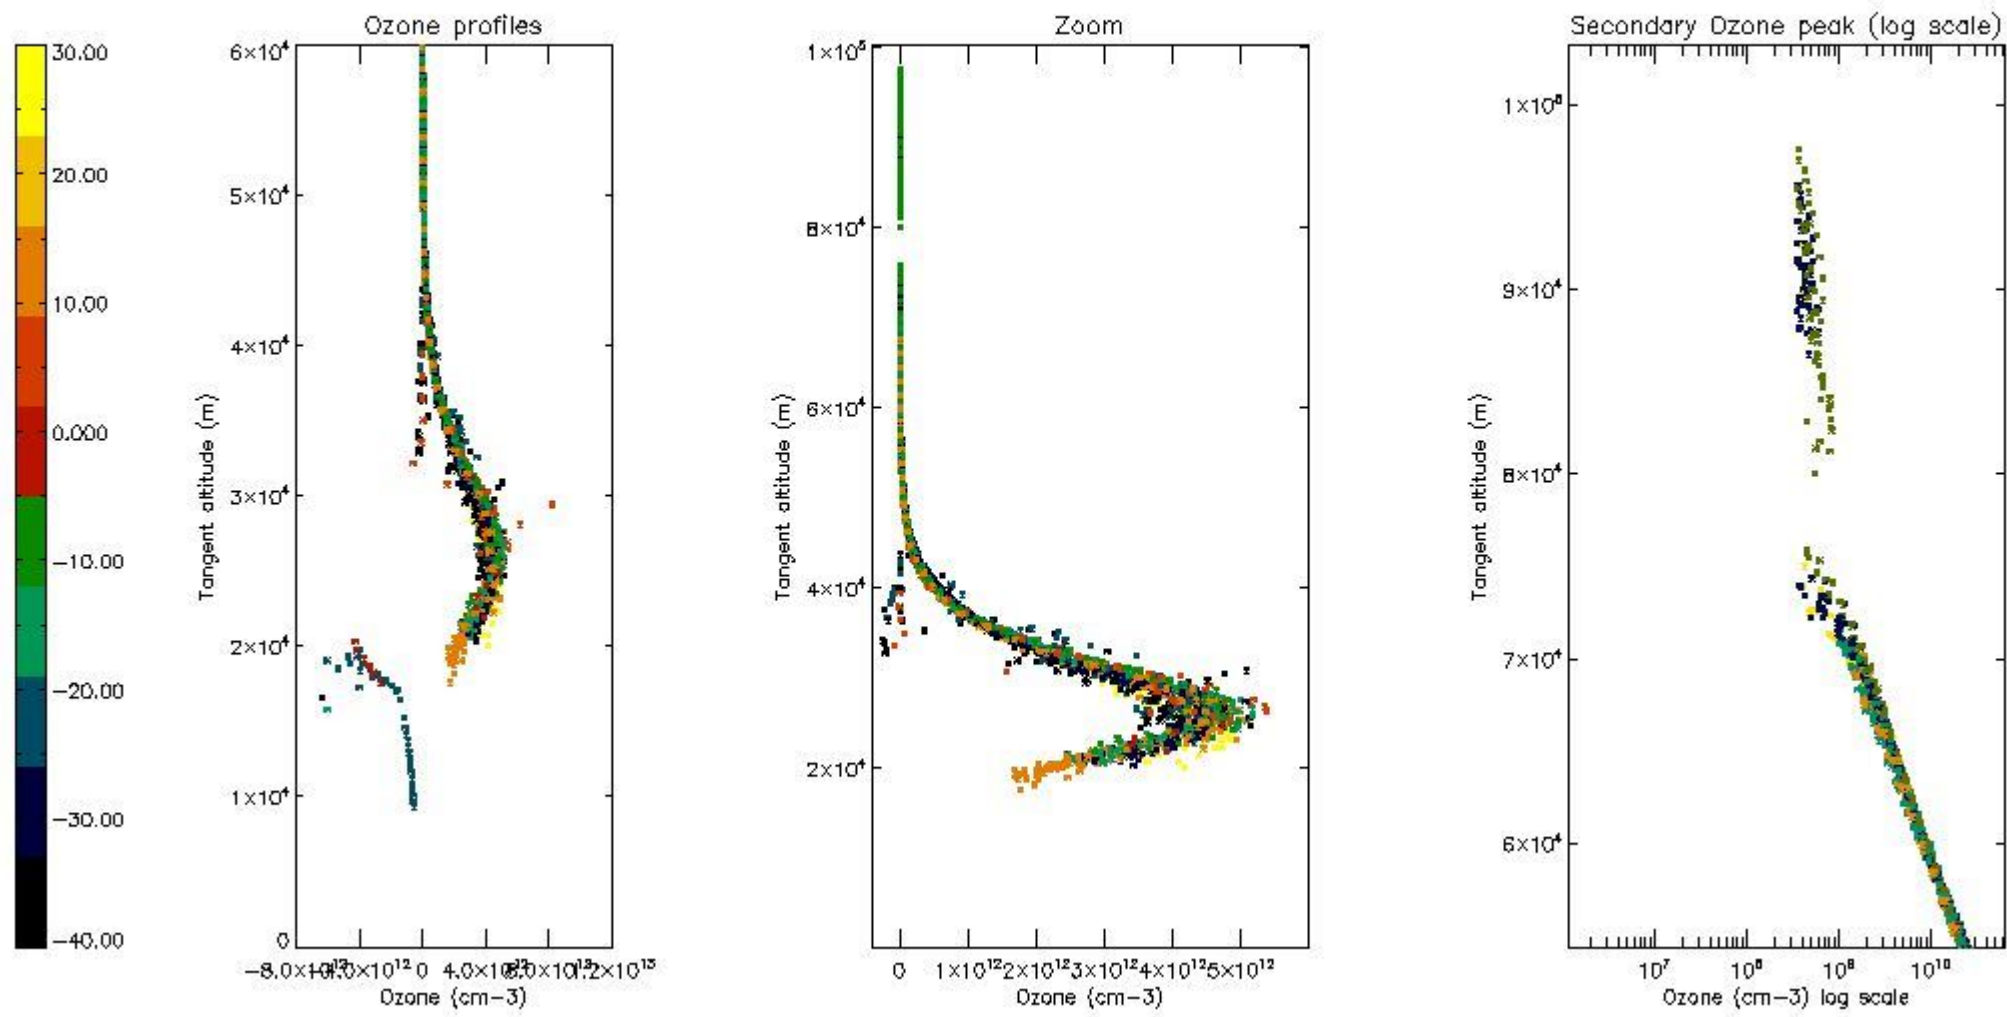 Ozone profiles
Zoom
Secondary Ozone peak (log scale)
30.00
20.00
10.00
0.000
−10.00
−20.00
−30.00
−40.00
6×10⁴
5×10⁴
4×10⁴
3×10⁴
2×10⁴
1×10⁴
0
Tangent altitude (m)
0
Ozone (cm−3)
1×10⁵
8×10⁴
6×10⁴
4×10⁴
2×10⁴
Tangent altitude (m)
0 1×10¹² 2×10¹² 3×10¹² 4×10¹² 5×10¹²
Ozone (cm−3)
9×10⁴
8×10⁴
7×10⁴
6×10⁴
Tangent altitude (m)
10⁷ 10⁸ 10⁹ 10¹⁰
Ozone (cm−3) log scale